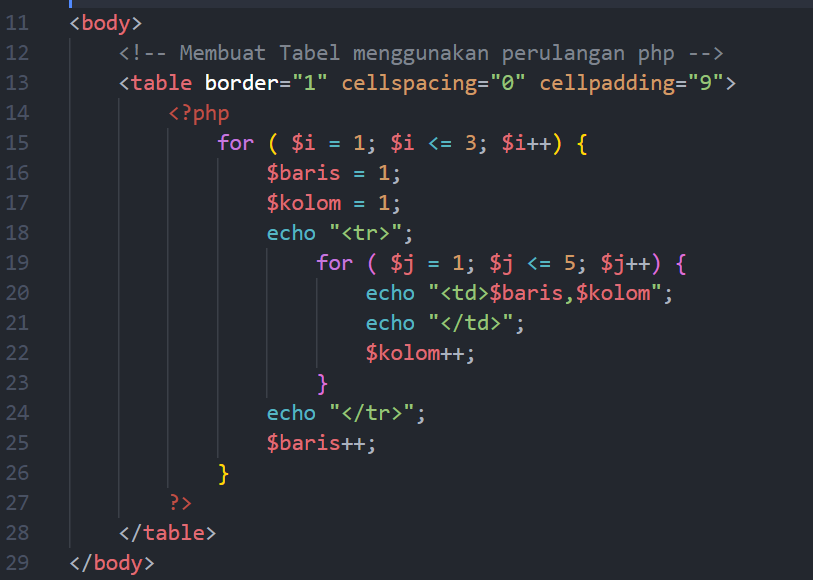 11 <body>
12 <!-- Membuat Tabel menggunakan perulangan php -->
13 <table border="1" cellspacing="0" cellpadding="9">
14 <?php
15 for ( $i = 1; $i <= 3; $i++) {
16 $baris = 1;
17 $kolom = 1;
18 echo "<tr>";
19 for ( $j = 1; $j <= 5; $j++) {
20 echo "<td>$baris,$kolom";
21 echo "</td>";
22 $kolom++;
23 }
24 echo "</tr>";
25 $baris++;
26 }
27 ?>
28 </table>
29 </body>